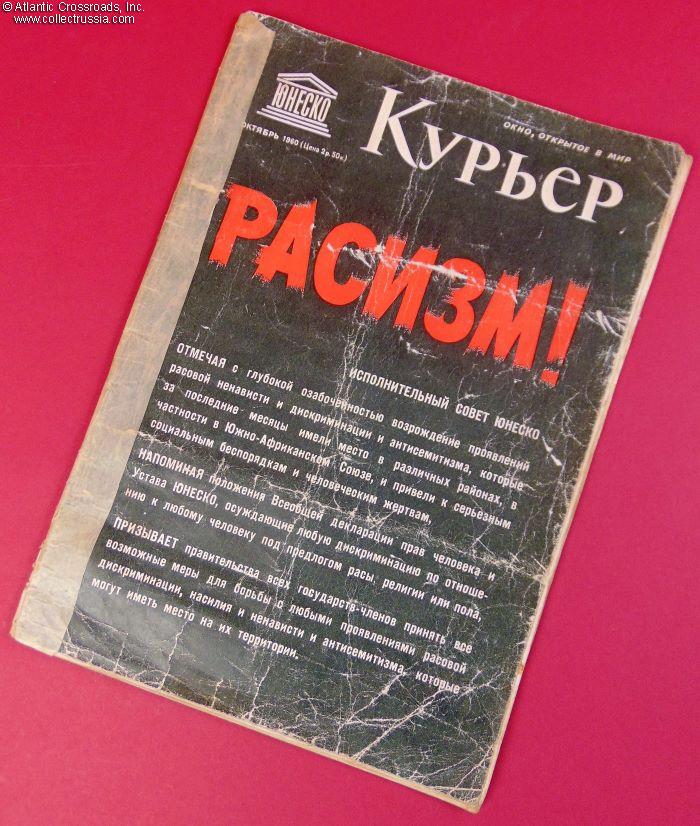 © Atlantic Crossroads, Inc.
www.collectrussia.com
ЮНЕСКО
ОКТЯБРЬ 1960 (Цена 2р. 50к.)
ОКНО, ОТКРЫТОЕ В МИР
Курьер
РАСИЗМ!
ИСПОЛНИТЕЛЬНЫЙ СОВЕТ ЮНЕСКО
ОТМЕЧАЯ с глубокой озабоченностью возрождение проявлений
расовой ненависти и дискриминации и антисемитизма, которые
за последние месяцы имели место в различных районах, в
частности в Южно-Африканском Союзе, и привели к серьезным
социальным беспорядкам и человеческим жертвам,
НАПОМИНАЯ положения Всеобщей декларации прав человека и
Устава ЮНЕСКО, осуждающие любую дискриминацию по отноше-
нию к любому человеку под предлогом расы, религии или пола,
ПРИЗЫВАЕТ правительства всех государств-членов принять все
возможные меры для борьбы с любыми проявлениями расовой
дискриминации, насилия и ненависти и антисемитизма, которые
могут иметь место на их территории.